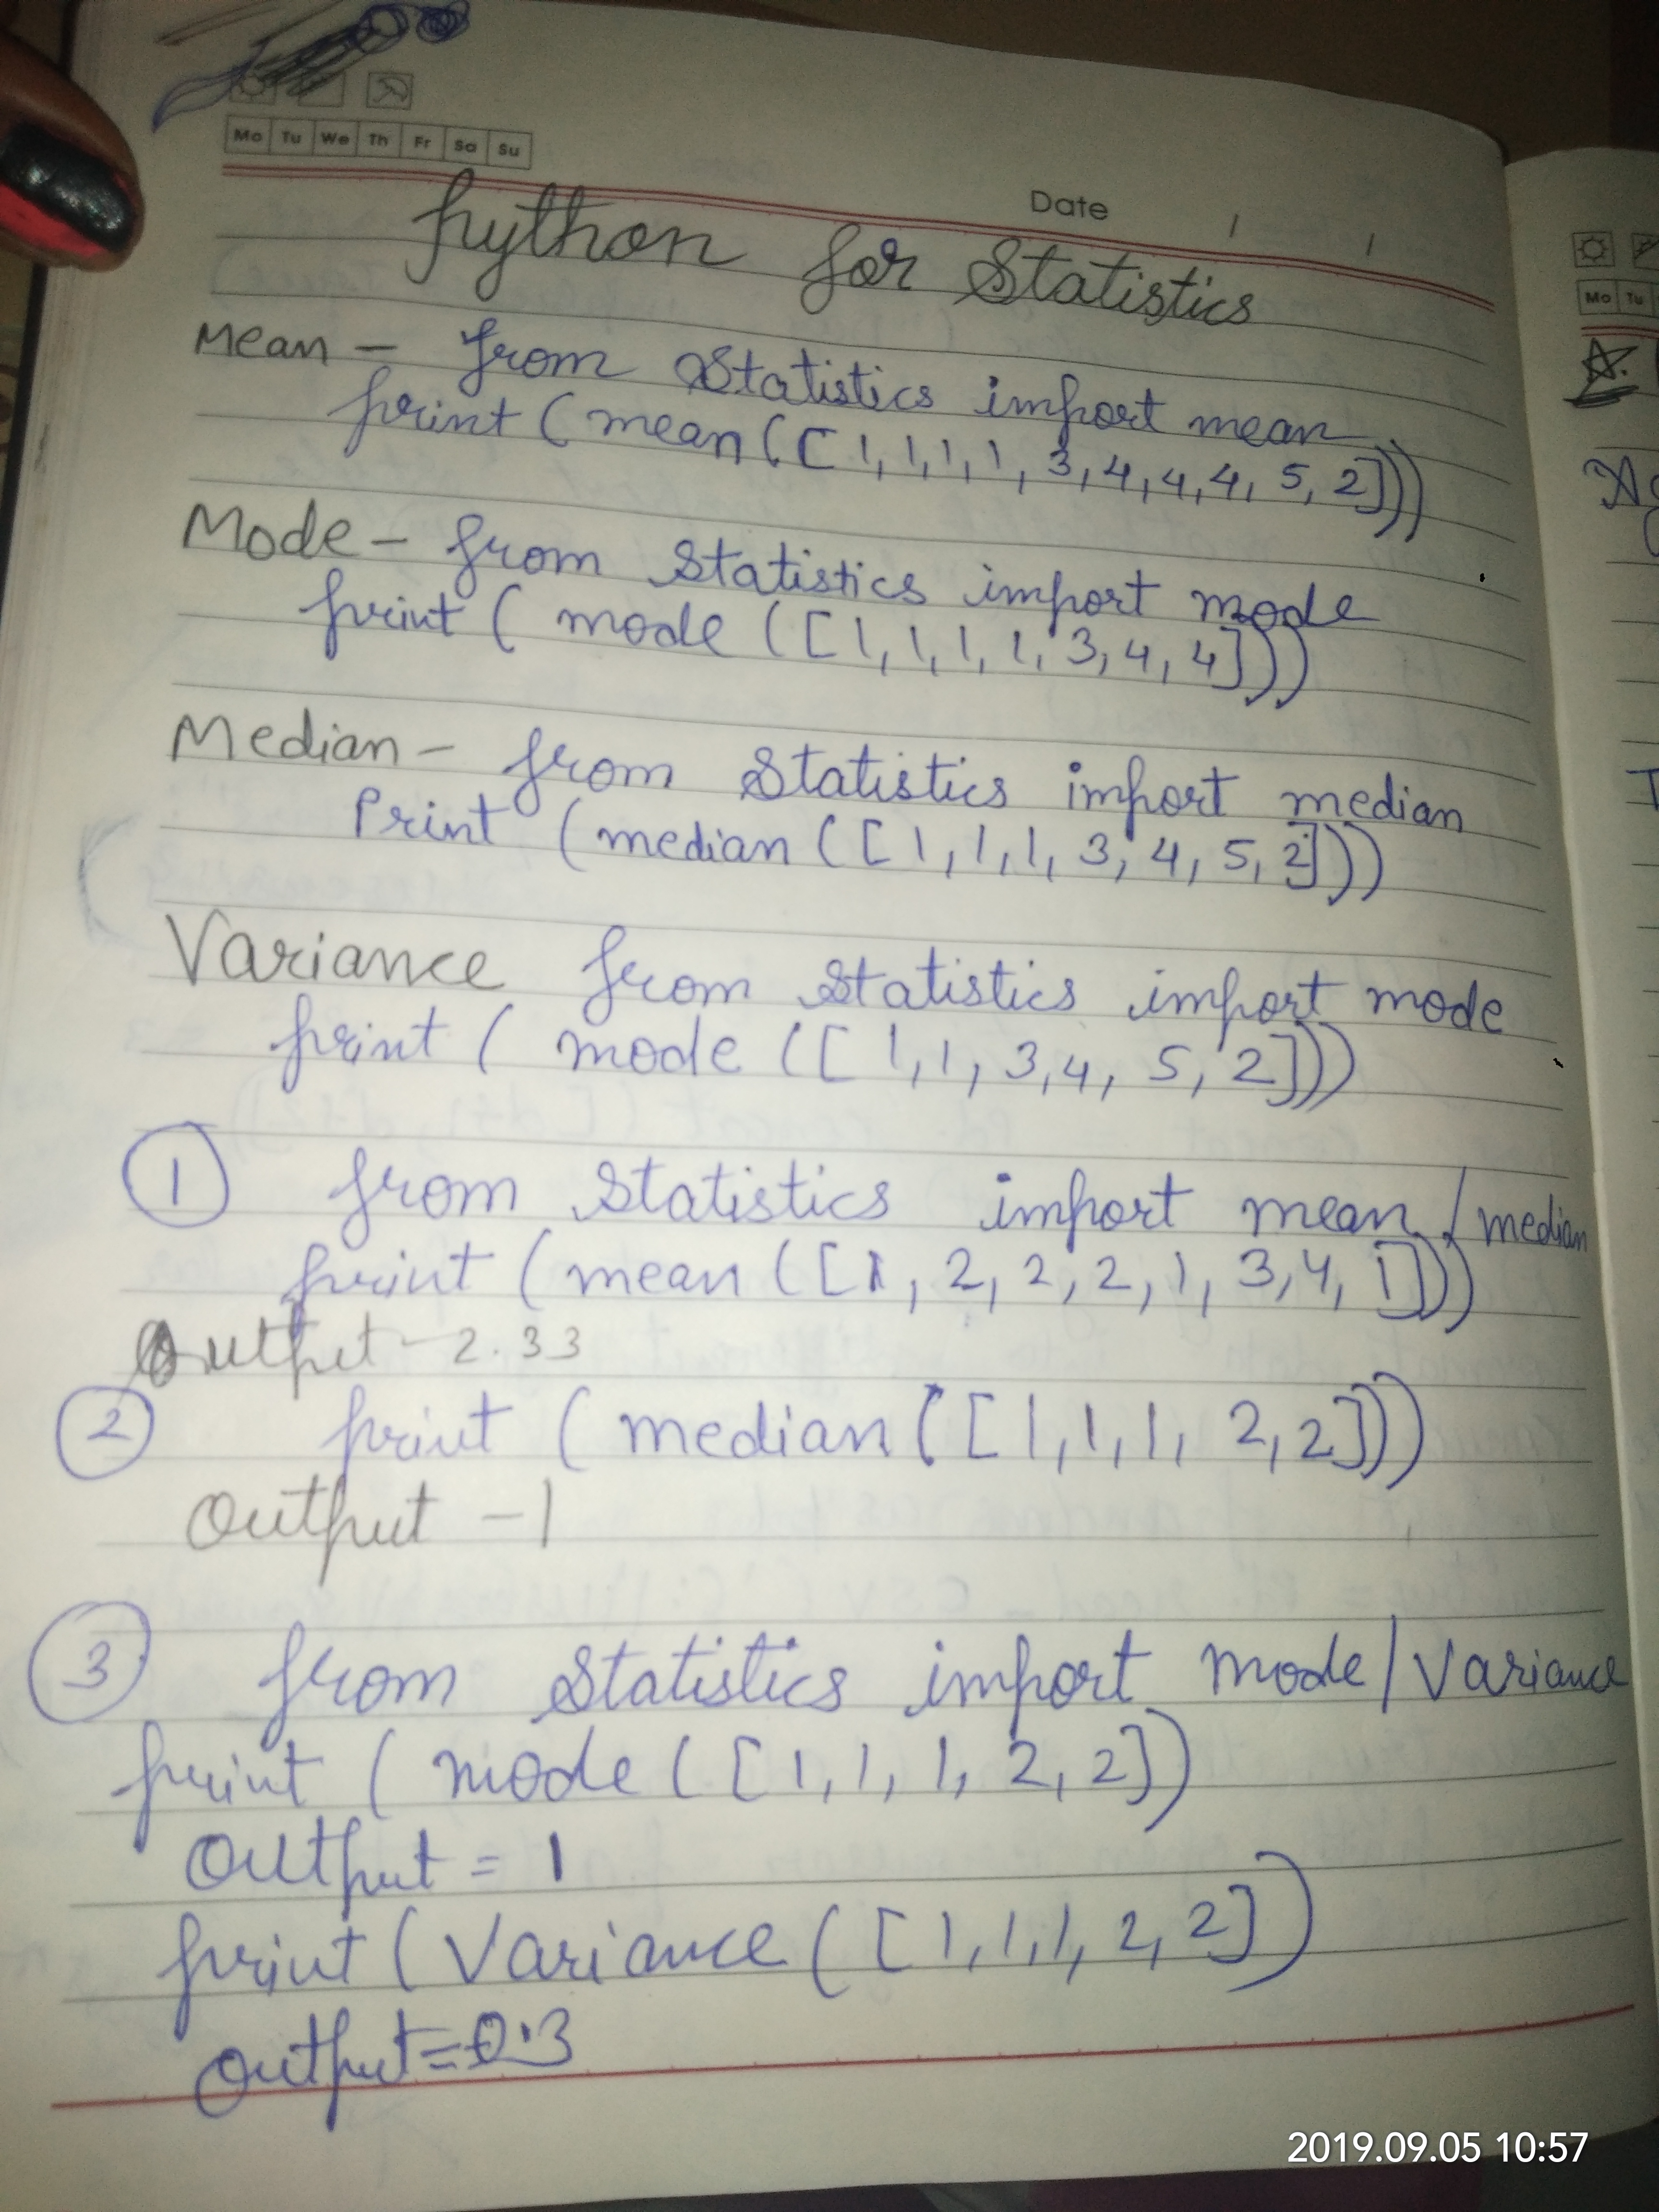 Mo Tu We Th Fr Sa Su
Date / /
Python for Statistics
Mean - from Statistics import mean
print (mean([1,1,1,1,3,4,4,4,5,2]))
Mode - from Statistics import mode
print ( mode ([1,1,1,1,3,4,4]))
Median - from Statistics import median
Print (median ([1,1,1,3,4,5,2]))
Variance from Statistics import mode
print ( mode ([1,1,3,4,5,2]))
1 from Statistics import mean / median
print (mean ([1,2,2,2,1,3,4,1]))
Output - 2.33
2 print (median ([1,1,1,2,2]))
Output - 1
3 from Statistics import mode/Variance
print ( mode ([1,1,1,2,2])
Output = 1
print (Variance ([1,1,1,2,2])
Output=0.3
Mo Tu
2019.09.05 10:57